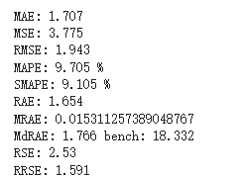 MAE: 1.707
MSE: 3.775
RMSE: 1.943
MAPE: 9.705 %
SMAPE: 9.105 %
RAE: 1.654
MRAE: 0.015311257389048767
MdRAE: 1.766 bench: 18.332
RSE: 2.53
RRSE: 1.591